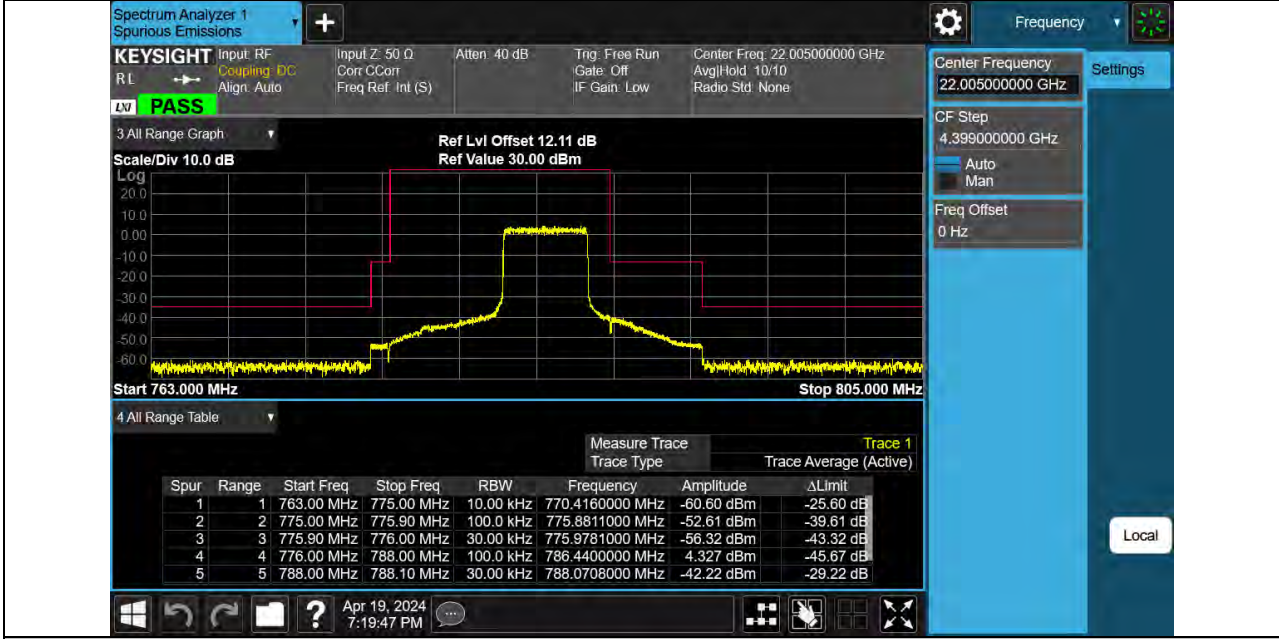 Spectrum Analyzer 1
Spurious Emissions
Frequency
KEYSIGHT Input: RF Input Z: 50 Ω Atten: 40 dB Trig: Free Run Center Freq: 22.005000000 GHz
RL Coupling: DC Corr CCorr Gate: Off Avg|Hold: 10/10
Align: Auto Freq Ref: Int (S) IF Gain: Low Radio Std: None
LXI PASS
Center Frequency
22.005000000 GHz
Settings
CF Step
4.399000000 GHz
Auto
Man
Freq Offset
0 Hz
3 All Range Graph
Ref Lvl Offset 12.11 dB
Scale/Div 10.0 dB Ref Value 30.00 dBm
Log
20.0
10.0
0.00
-10.0
-20.0
-30.0
-40.0
-50.0
-60.0
Start 763.000 MHz Stop 805.000 MHz
4 All Range Table
Measure Trace Trace 1
Trace Type Trace Average (Active)
Spur Range Start Freq Stop Freq RBW Frequency Amplitude ΔLimit
1 1 763.00 MHz 775.00 MHz 10.00 kHz 770.4160000 MHz -60.60 dBm -25.60 dB
2 2 775.00 MHz 775.90 MHz 100.0 kHz 775.8811000 MHz -52.61 dBm -39.61 dB
3 3 775.90 MHz 776.00 MHz 30.00 kHz 775.9781000 MHz -56.32 dBm -43.32 dB
4 4 776.00 MHz 788.00 MHz 100.0 kHz 786.4400000 MHz 4.327 dBm -45.67 dB
5 5 788.00 MHz 788.10 MHz 30.00 kHz 788.0708000 MHz -42.22 dBm -29.22 dB
Local
? Apr 19, 2024
7:19:47 PM